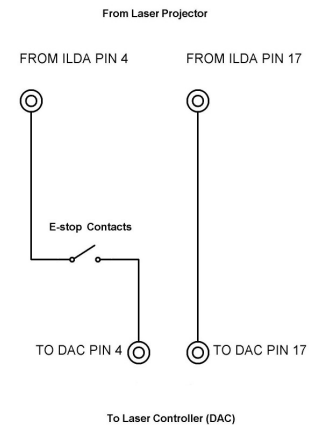 From Laser Projector
FROM ILDA PIN 4
FROM ILDA PIN 17
E-stop Contacts
TO DAC PIN 4
TO DAC PIN 17
To Laser Controller (DAC)